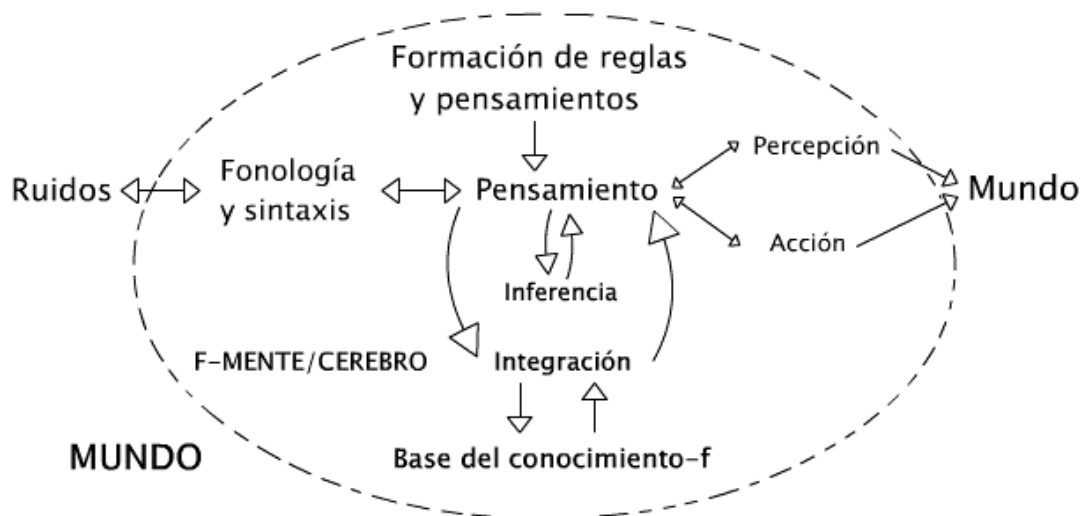 Formación de reglas
y pensamientos
Percepción
Ruidos
Fonología
y sintaxis
Pensamiento
Mundo
Acción
Inferencia
F-MENTE/CEREBRO
Integración
MUNDO
Base del conocimiento-f